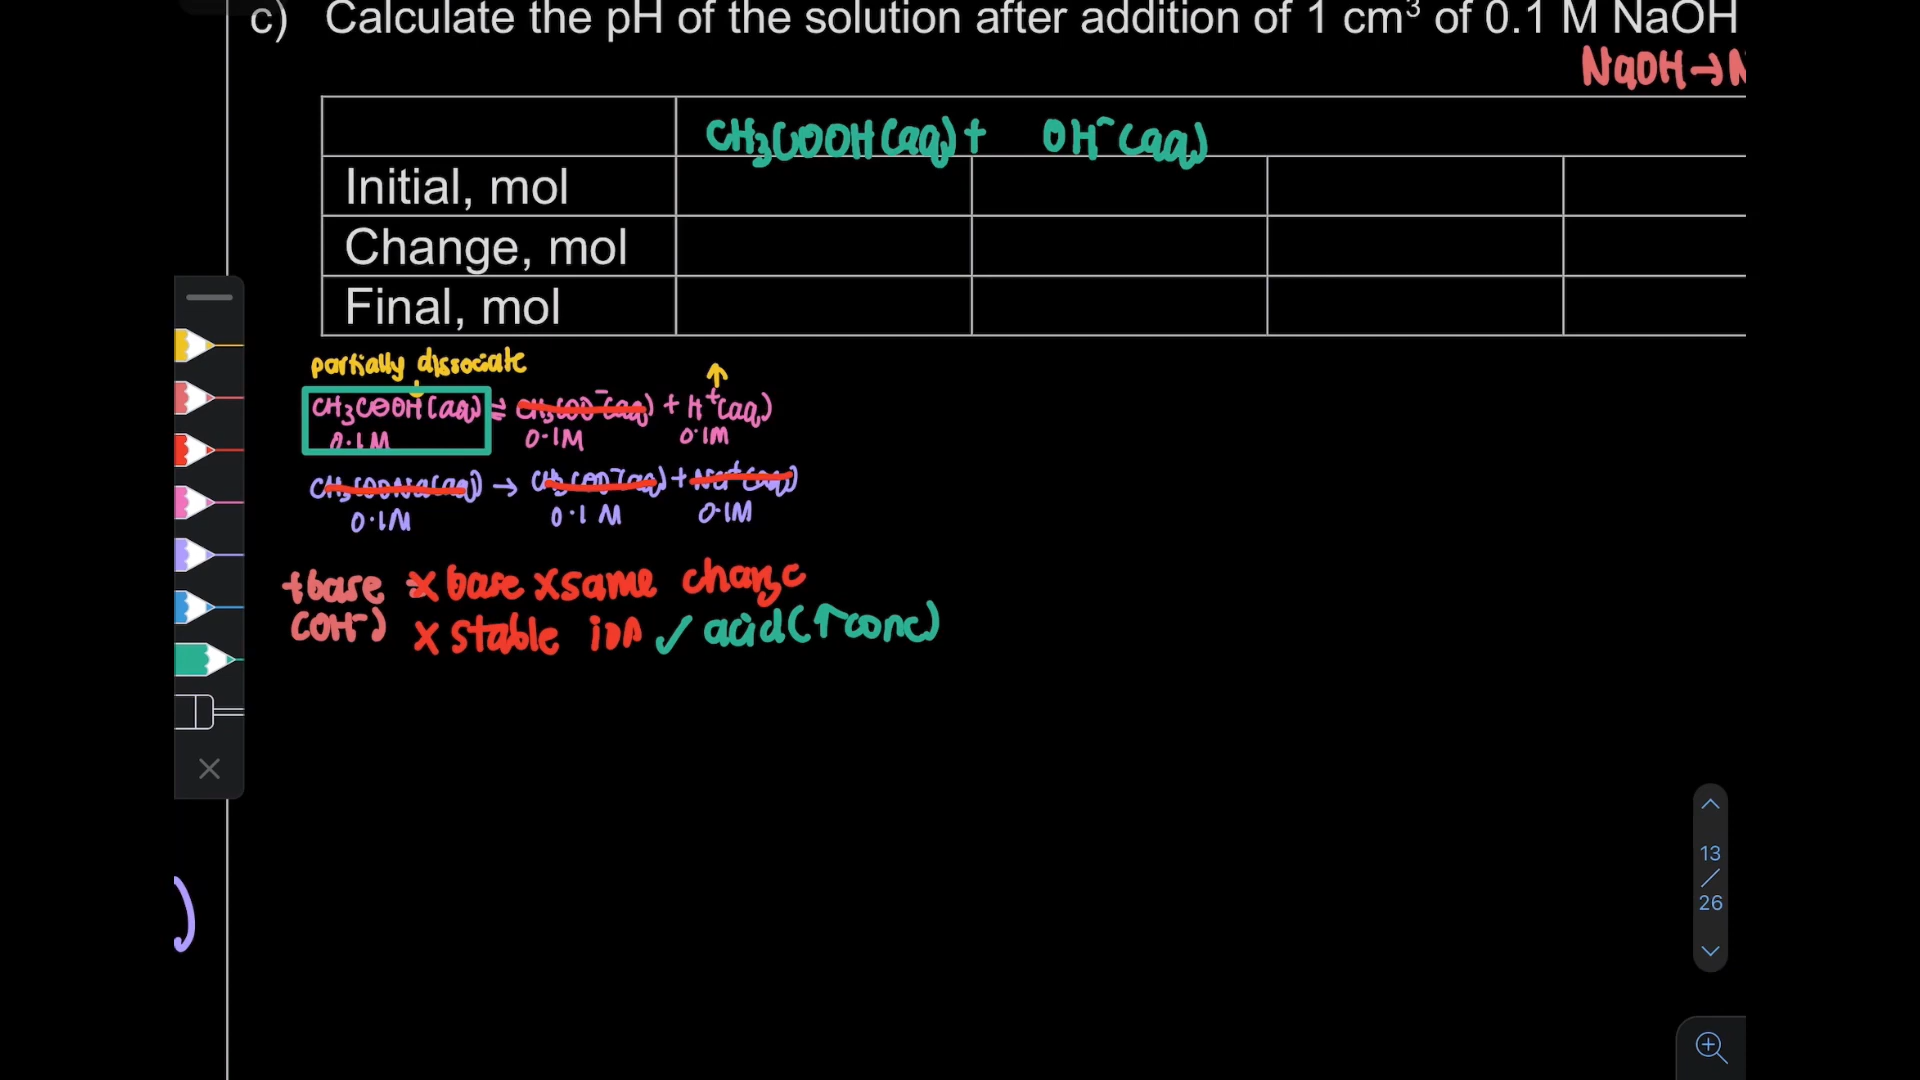 c) Calculate the pH of the solution after addition of 1 cm³ of 0.1 M NaOH
NaOH → N
CH₃COOH(aq) + OH⁻(aq)
Initial, mol
Change, mol
Final, mol
partially dissociate
CH₃COOH(aq) ⇌ CH₃COO⁻(aq) + H⁺(aq) ↑
0.1M 0.1M 0.1M
CH₃COONa(aq) → CH₃COO⁻(aq) + Na⁺(aq)
0.1M 0.1 M 0.1M
+base x base x same charge
(OH⁻) x stable ion ✓ acid (↑conc)
13
/
26